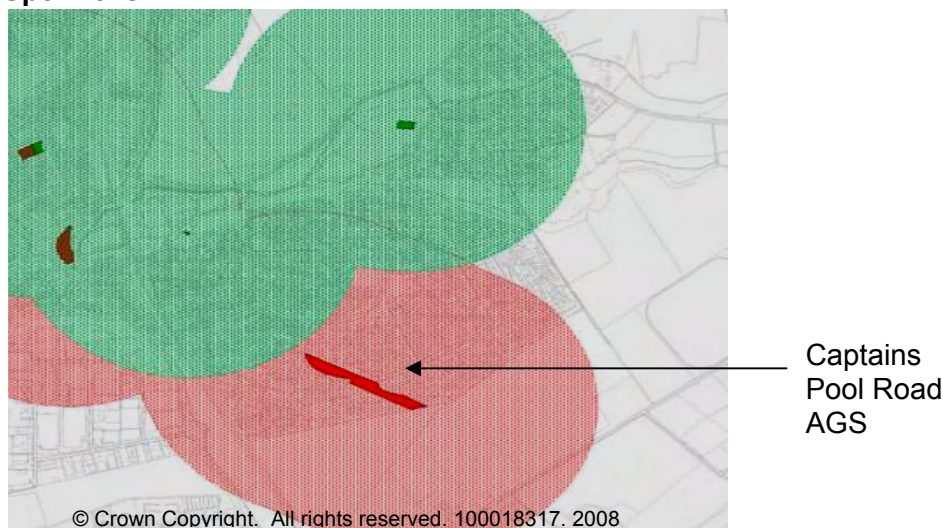 Captains
Pool Road
AGS
© Crown Copyright. All rights reserved. 100018317. 2008